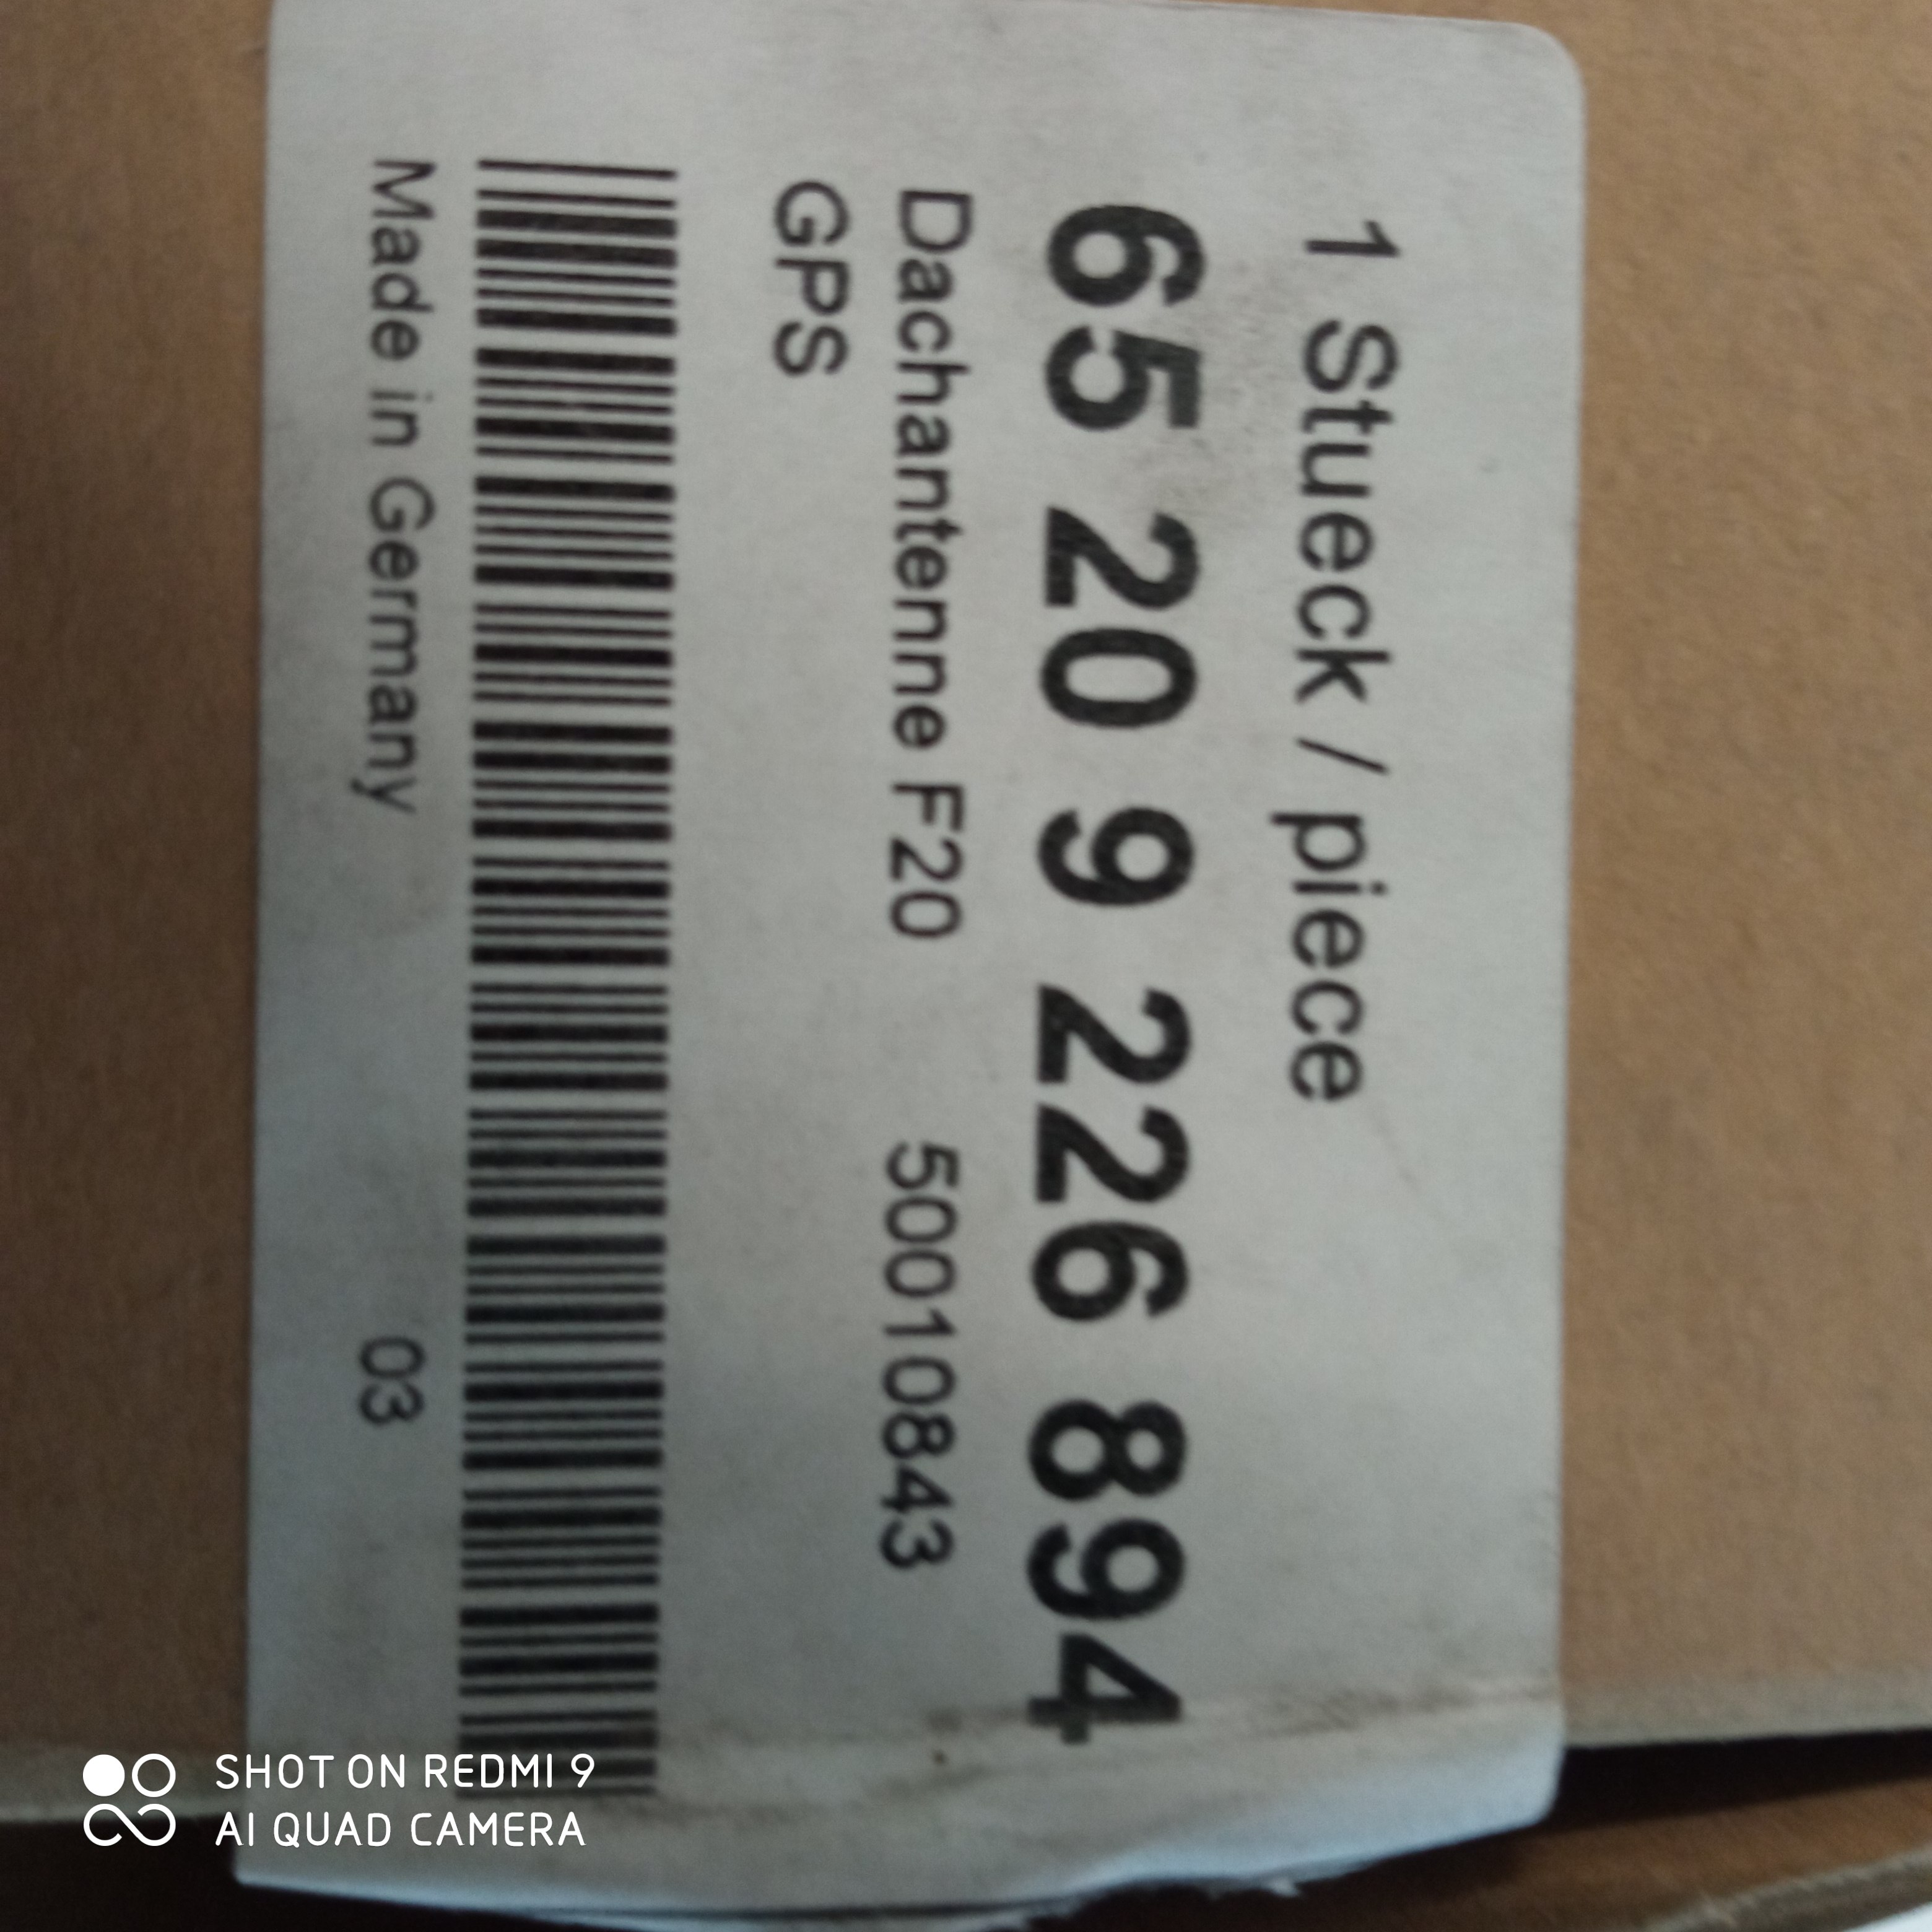 1 Stueck / piece
65 20 9 226 894
Dachantenne F20 500110843
GPS
Made in Germany 03
SHOT ON REDMI 9
AI QUAD CAMERA